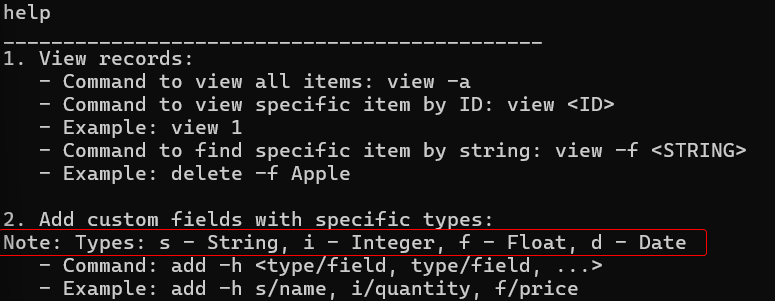 help
_____________________________________________
1. View records:
- Command to view all items: view -a
- Command to view specific item by ID: view <ID>
- Example: view 1
- Command to find specific item by string: view -f <STRING>
- Example: delete -f Apple
2. Add custom fields with specific types:
Note: Types: s - String, i - Integer, f - Float, d - Date
- Command: add -h <type/field, type/field, ...>
- Example: add -h s/name, i/quantity, f/price